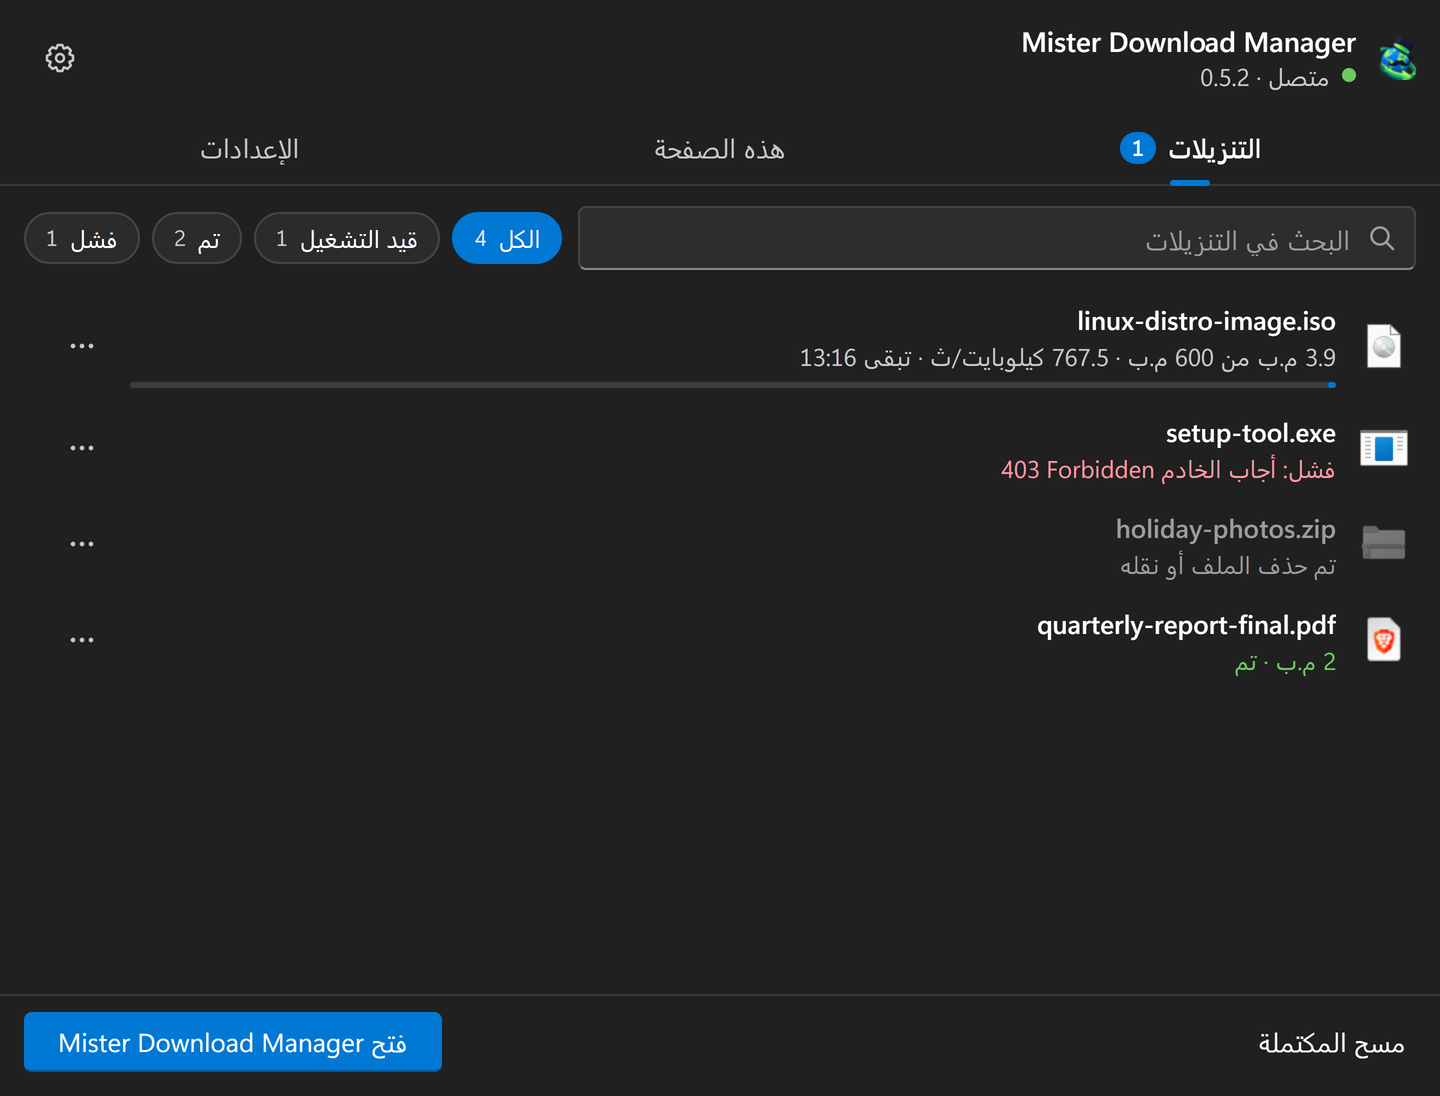 Mister Download Manager
متصل · 0.5.2
التنزيلات 1
هذه الصفحة
الإعدادات
البحث في التنزيلات
الكل 4
قيد التشغيل 1
تم 2
فشل 1
linux-distro-image.iso
3.9 م.ب من 600 م.ب · 767.5 كيلوبايت/ث · تبقى 13:16
setup-tool.exe
فشل: أجاب الخادم 403 Forbidden
holiday-photos.zip
تم حذف الملف أو نقله
quarterly-report-final.pdf
2 م.ب · تم
مسح المكتملة
فتح Mister Download Manager